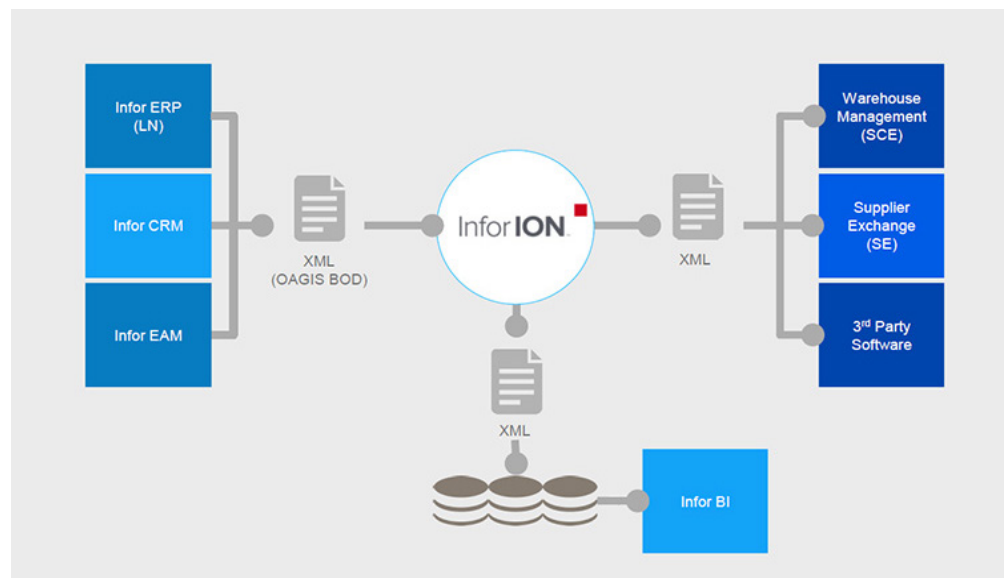 Infor ERP
(LN)
Infor CRM
Infor EAM
XML
(OAGIS BOD)
Infor ION
XML
Warehouse
Management
(SCE)
Supplier
Exchange
(SE)
3rd Party
Software
XML
Infor BI